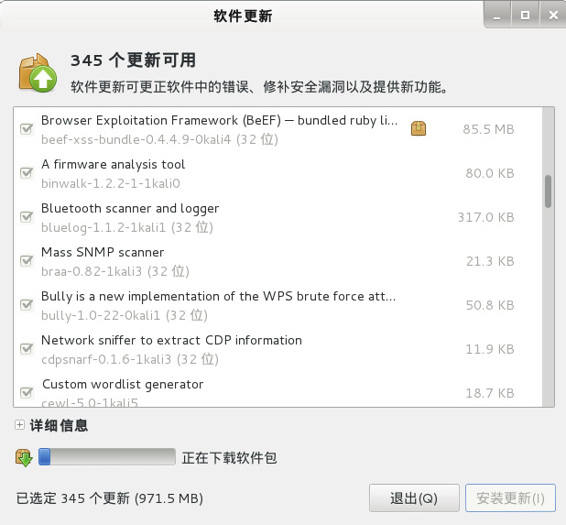 软件更新
345 个更新可用
软件更新可更正软件中的错误、修补安全漏洞以及提供新功能。
Browser Exploitation Framework (BeEF) — bundled ruby li...
beef-xss-bundle-0.4.4.9-0kali4 (32 位)
85.5 MB
A firmware analysis tool
binwalk-1.2.2-1-1kali0
80.0 KB
Bluetooth scanner and logger
bluelog-1.1.2-1kali1 (32 位)
317.0 KB
Mass SNMP scanner
braa-0.82-1kali3 (32 位)
21.3 KB
Bully is a new implementation of the WPS brute force att...
bully-1.0-22-0kali1 (32 位)
50.8 KB
Network sniffer to extract CDP information
cdpsnarf-0.1.6-1kali3 (32 位)
11.9 KB
Custom wordlist generator
cewl-5.0-1kali5
18.7 KB
详细信息
正在下载软件包
已选定 345 个更新 (971.5 MB)
退出(Q)
安装更新(I)